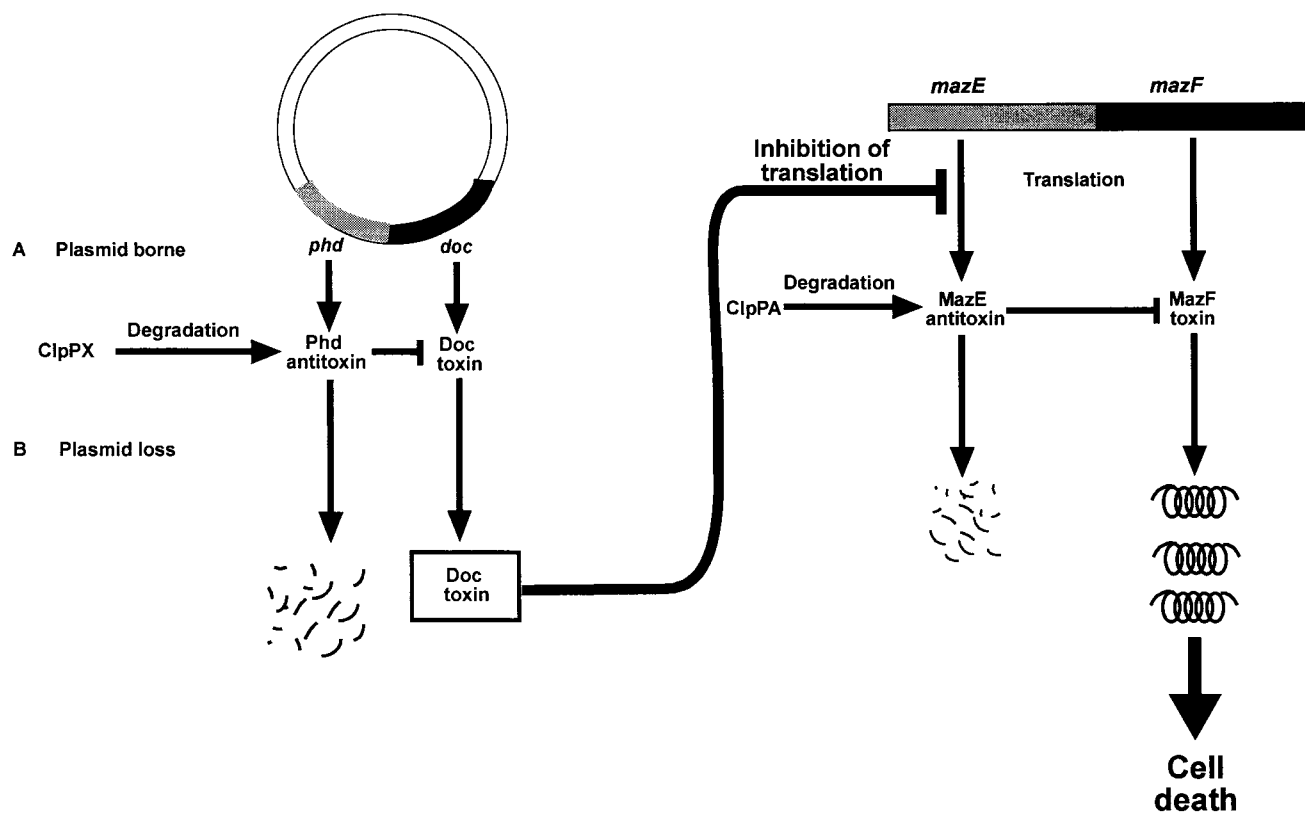 mazE
mazF
Inhibition of
translation
Translation
phd
doc
A Plasmid borne
Degradation
ClpPX
Phd
antitoxin
Doc
toxin
Degradation
ClpPA
MazE
antitoxin
MazF
toxin
B Plasmid loss
Doc
toxin
Cell
death